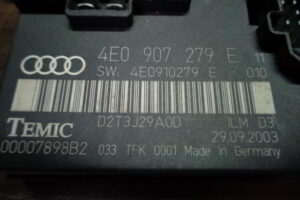 4E0 907 279 E 11
SW. 4E0910279 E 010
TEMIC D2T3J29A0D ILM D3
29.09.2003
00007898B2 033 TFK 0001 Made in Germany